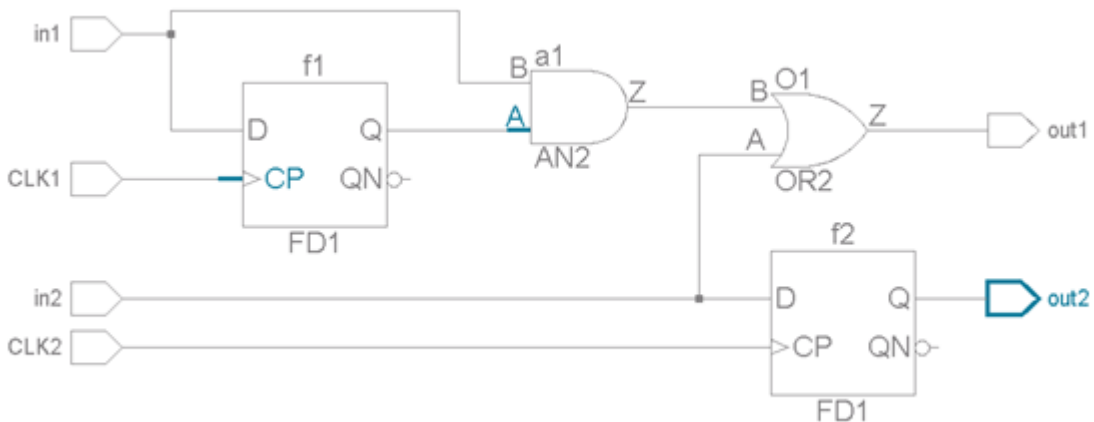 in1
f1
D
Q
CP
QN
FD1
CLK1
a1
B
A
Z
AN2
O1
B
A
Z
OR2
out1
in2
CLK2
f2
D
Q
CP
QN
FD1
out2